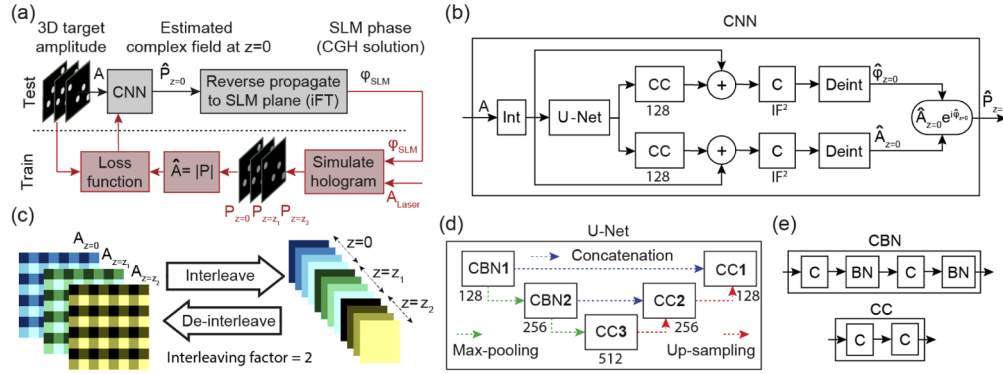 (a)
3D target
amplitude
Estimated
complex field at z=0
SLM phase
(CGH solution)
Test
A
CNN
P̂z=0
Reverse propagate
to SLM plane (iFT)
φSLM
Train
Loss
function
Â= |P|
Pz=0 Pz=z₁ Pz=z₂
Simulate
hologram
φSLM
ALaser
(b)
CNN
A
Int
U-Net
CC
128
+
C
IF²
Deint
φ̂z=0
CC
128
+
C
IF²
Deint
Âz=0
Âz=0e^iφ̂z=0
P̂z=
(c)
Az=0
Az=z₁
Az=z₂
Interleave
De-interleave
Interleaving factor = 2
z=0
z=z₁
z=z₂
(d)
U-Net
CBN1
128
Concatenation
CC1
128
CBN2
256
CC2
256
CC3
512
Max-pooling
Up-sampling
(e)
CBN
C
BN
C
BN
CC
C
C